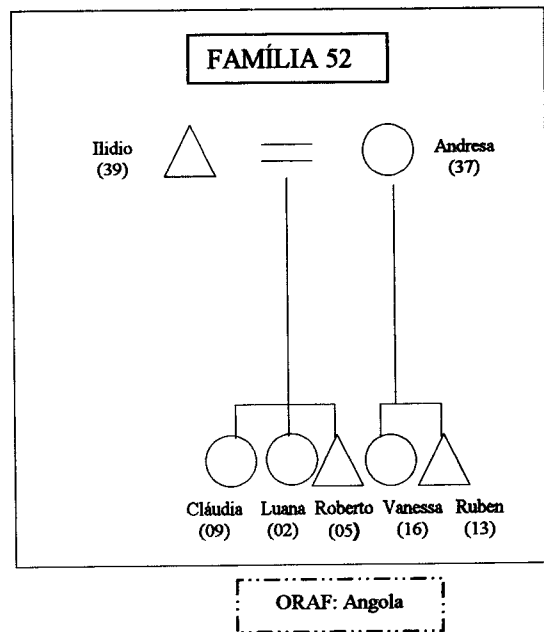 FAMÍLIA 52
Ilidio
(39)
Andresa
(37)
Cláudia
(09)
Luana
(02)
Roberto
(05)
Vanessa
(16)
Ruben
(13)
ORAF: Angola